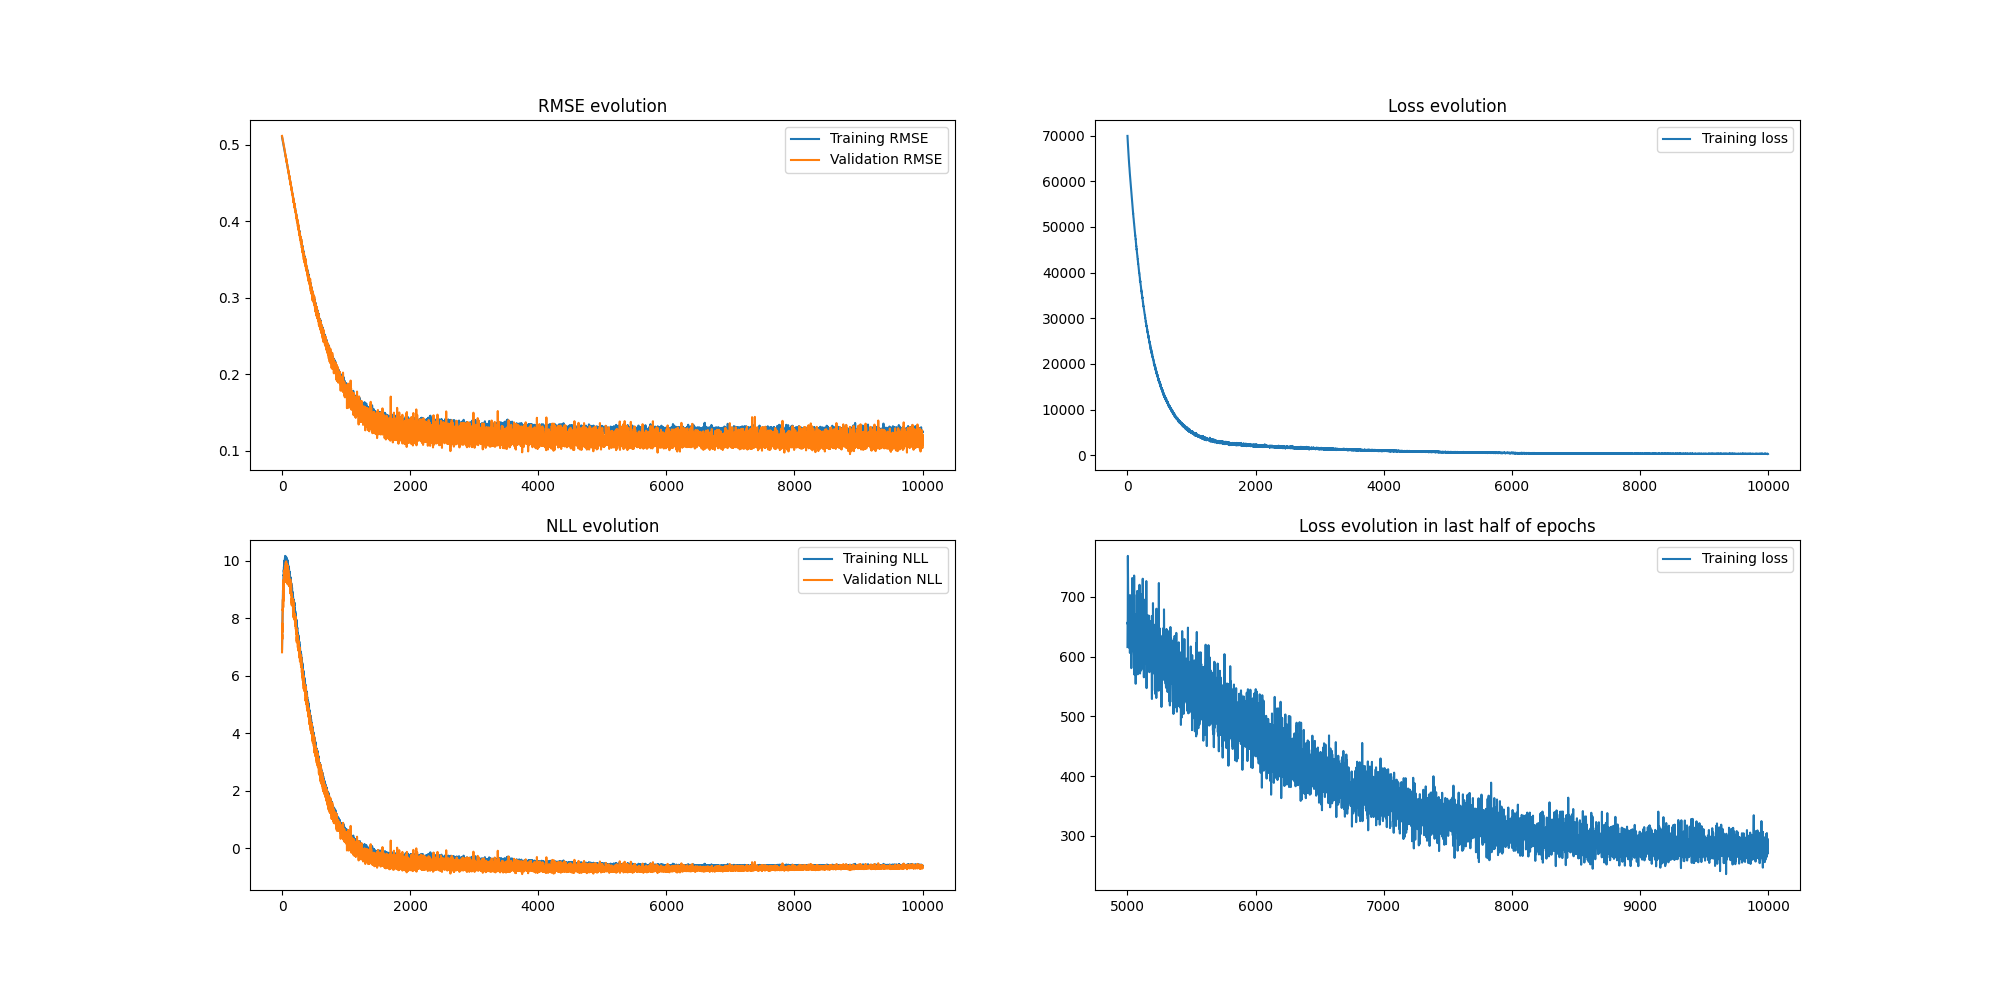 RMSE evolution
0.5
0.4
0.3
0.2
0.1
0 2000 4000 6000 8000 10000
Training RMSE
Validation RMSE
Loss evolution
70000
60000
50000
40000
30000
20000
10000
0
0 2000 4000 6000 8000 10000
Training loss
NLL evolution
10
8
6
4
2
0
0 2000 4000 6000 8000 10000
Training NLL
Validation NLL
Loss evolution in last half of epochs
700
600
500
400
300
5000 6000 7000 8000 9000 10000
Training loss